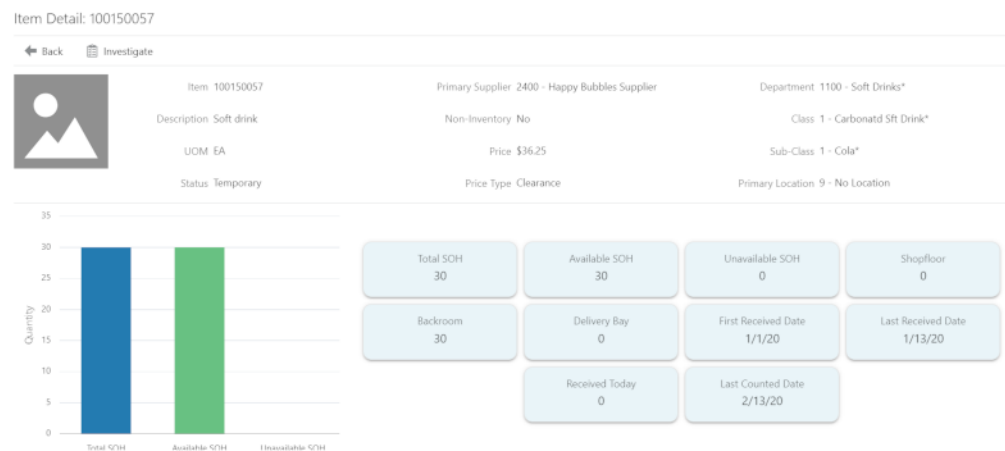 Item Detail: 100150057
Back Investigate
Item 100150057 Primary Supplier 2400 - Happy Bubbles Supplier Department 1100 - Soft Drinks*
Description Soft drink Non-Inventory No Class 1 - Carbonatd Sft Drink*
UOM EA Price $36.25 Sub-Class 1 - Cola*
Status Temporary Price Type Clearance Primary Location 9 - No Location
35
30
25
20
15
10
5
0
Quantity
Total SOH Available SOH Unavailable SOH
Total SOH
30
Available SOH
30
Unavailable SOH
0
Shopfloor
0
Backroom
30
Delivery Bay
0
First Received Date
1/1/20
Last Received Date
1/13/20
Received Today
0
Last Counted Date
2/13/20